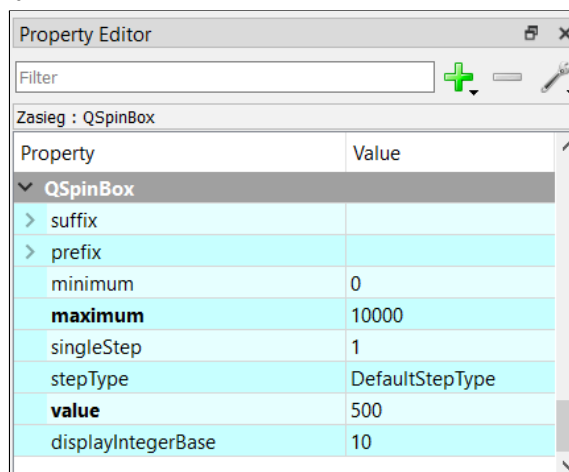 Property Editor
Filter
Zasieg : QSpinBox
Property Value
QSpinBox
suffix
prefix
minimum 0
maximum 10000
singleStep 1
stepType DefaultStepType
value 500
displayIntegerBase 10